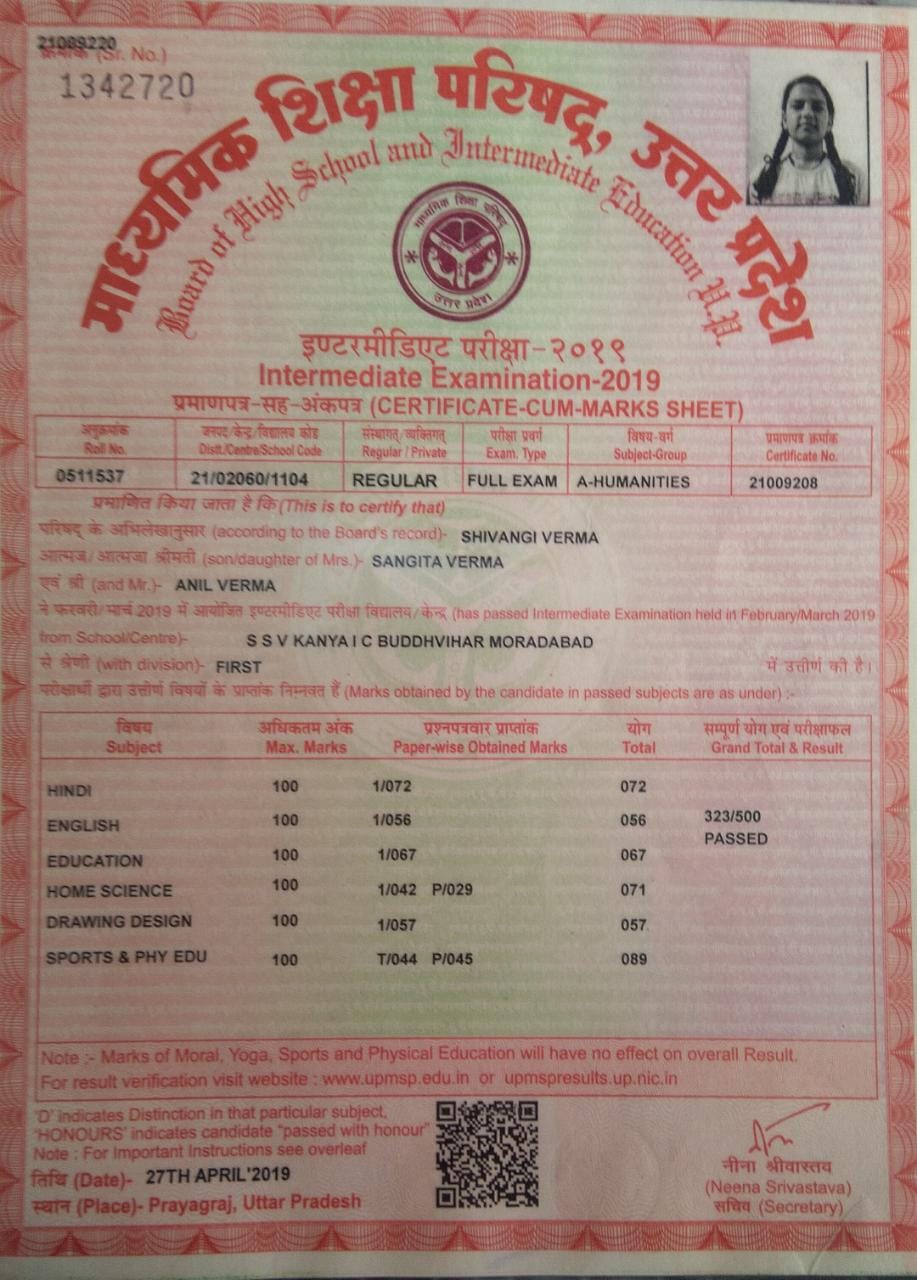 21089220
क्रमांक (Sr. No.)
1342720
माध्यमिक शिक्षा परिषद्, उत्तर प्रदेश
Board of High School and Intermediate Education U.P.
माध्यमिक शिक्षा परिषद्
उत्तर प्रदेश
इण्टरमीडिएट परीक्षा-२०१९
Intermediate Examination-2019
प्रमाणपत्र-सह-अंकपत्र (CERTIFICATE-CUM-MARKS SHEET)
अनुक्रमांक जनपद/केन्द्र/विद्यालय कोड संस्थागत/व्यक्तिगत् परीक्षा प्रवर्ग विषय-वर्ग प्रमाणपत्र क्रमांक
Roll No. Distt./Centre/School Code Regular / Private Exam. Type Subject-Group Certificate No.
0511537 21/02060/1104 REGULAR FULL EXAM A-HUMANITIES 21009208
प्रमाणित किया जाता है कि (This is to certify that)
परिषद् के अभिलेखानुसार (according to the Board's record)- SHIVANGI VERMA
आत्मज/आत्मजा श्रीमती (son/daughter of Mrs.)- SANGITA VERMA
एवं श्री (and Mr.)- ANIL VERMA
ने फरवरी/मार्च 2019 में आयोजित इण्टरमीडिएट परीक्षा विद्यालय/केन्द्र (has passed Intermediate Examination held in February/March 2019
from School/Centre)- S S V KANYA I C BUDDHVIHAR MORADABAD
से श्रेणी (with division)- FIRST में उत्तीर्ण की है।
परीक्षार्थी द्वारा उत्तीर्ण विषयों के प्राप्तांक निम्नवत् हैं (Marks obtained by the candidate in passed subjects are as under) :-
विषय अधिकतम अंक प्रश्नपत्रवार प्राप्तांक योग सम्पूर्ण योग एवं परीक्षाफल
Subject Max. Marks Paper-wise Obtained Marks Total Grand Total & Result
HINDI 100 1/072 072
ENGLISH 100 1/056 056 323/500
PASSED
EDUCATION 100 1/067 067
HOME SCIENCE 100 1/042 P/029 071
DRAWING DESIGN 100 1/057 057
SPORTS & PHY EDU 100 T/044 P/045 089
Note :- Marks of Moral, Yoga, Sports and Physical Education will have no effect on overall Result.
For result verification visit website : www.upmsp.edu.in or upmspresults.up.nic.in
'D' indicates Distinction in that particular subject,
'HONOURS' indicates candidate "passed with honour"
Note : For Important Instructions see overleaf
तिथि (Date)- 27TH APRIL'2019
स्थान (Place)- Prayagraj, Uttar Pradesh
नीना श्रीवास्तव
(Neena Srivastava)
सचिव (Secretary)